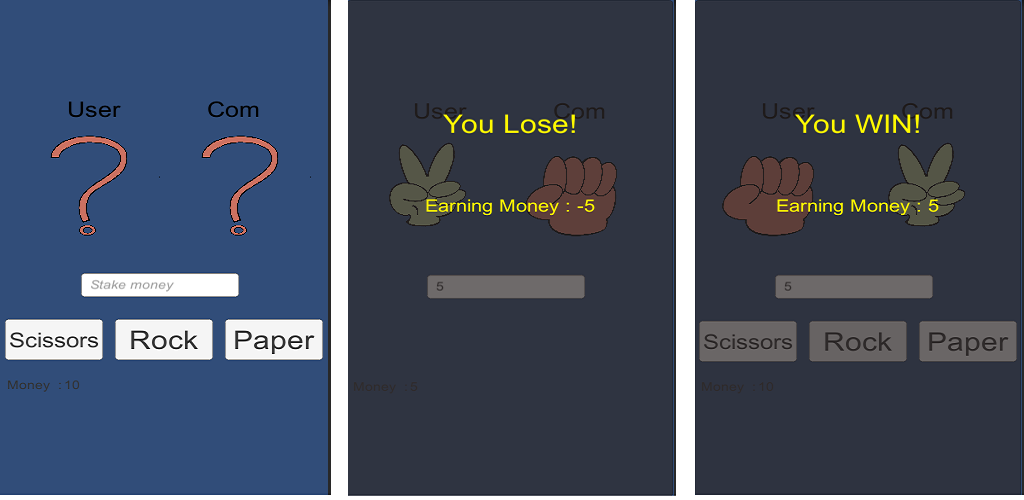 User Com
Stake money
Scissors Rock Paper
Money : 10
User Com
You Lose!
Earning Money : -5
5
Money : 5
User Com
You WIN!
Earning Money : 5
5
Scissors Rock Paper
Money : 10